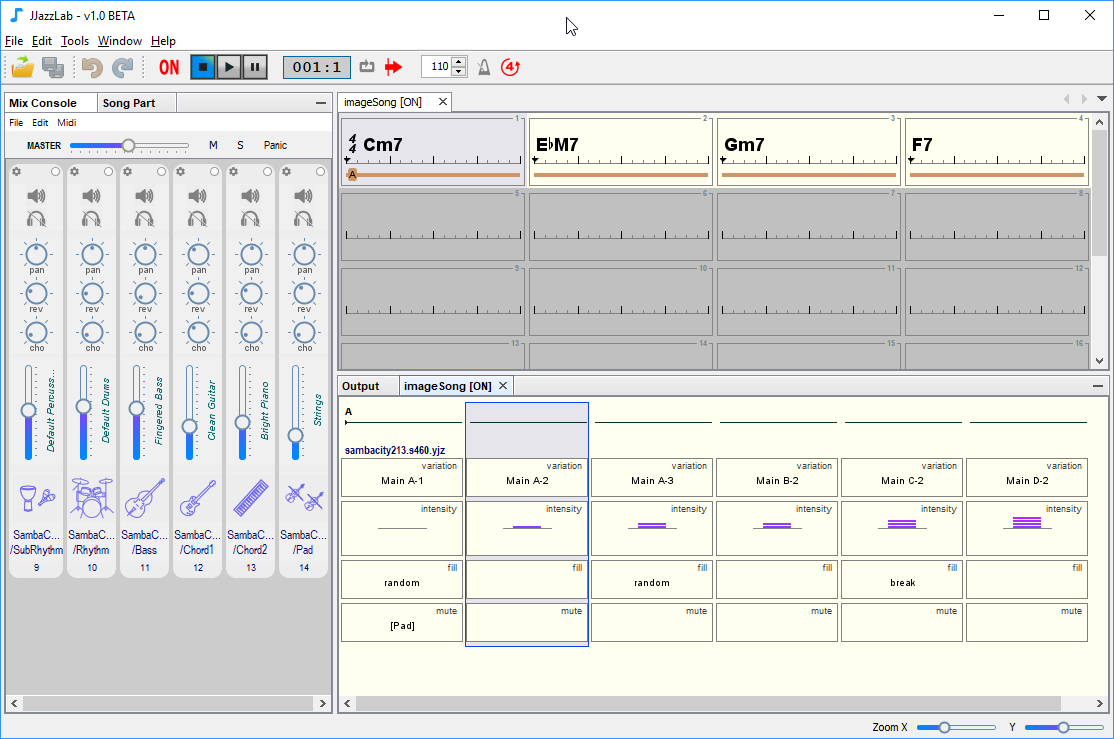 JJazzLab - v1.0 BETA
File Edit Tools Window Help
ON 001:1 110 4
Mix Console Song Part
File Edit Midi
MASTER M S Panic
pan pan pan pan pan pan
rev rev rev rev rev rev
cho cho cho cho cho cho
Default Percuss... Default Drums Fingered Bass Clean Guitar Bright Piano Strings
SambaC... SambaC... SambaC... SambaC... SambaC... SambaC...
/SubRhythm /Rhythm /Bass /Chord1 /Chord2 /Pad
9 10 11 12 13 14
imageSong [ON]
1 2 3 4
4/4 Cm7 E♭M7 Gm7 F7
A
5 6 7 8
9 10 11 12
13 14 15 16
Output imageSong [ON]
A
sambacity213.s460.yjz
variation variation variation variation variation variation
Main A-1 Main A-2 Main A-3 Main B-2 Main C-2 Main D-2
intensity intensity intensity intensity intensity intensity
fill fill fill fill fill fill
random random break
mute mute mute mute mute mute
[Pad]
Zoom X Y